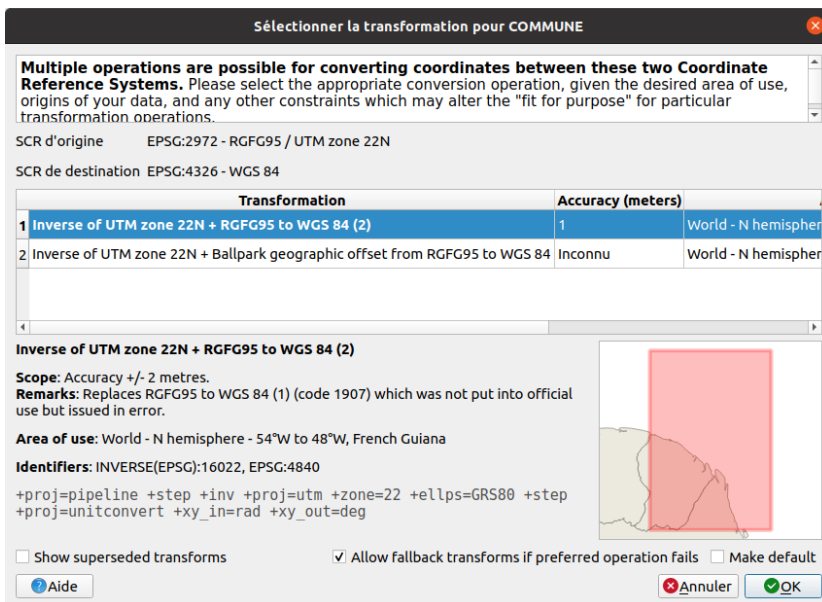 Sélectionner la transformation pour COMMUNE
Multiple operations are possible for converting coordinates between these two Coordinate
Reference Systems. Please select the appropriate conversion operation, given the desired area of use,
origins of your data, and any other constraints which may alter the "fit for purpose" for particular
transformation operations.
SCR d'origine EPSG:2972 - RGFG95 / UTM zone 22N
SCR de destination EPSG:4326 - WGS 84
Transformation Accuracy (meters)
1 Inverse of UTM zone 22N + RGFG95 to WGS 84 (2) 1 World - N hemispher
2 Inverse of UTM zone 22N + Ballpark geographic offset from RGFG95 to WGS 84 Inconnu World - N hemispher
Inverse of UTM zone 22N + RGFG95 to WGS 84 (2)
Scope: Accuracy +/- 2 metres.
Remarks: Replaces RGFG95 to WGS 84 (1) (code 1907) which was not put into official
use but issued in error.
Area of use: World - N hemisphere - 54°W to 48°W, French Guiana
Identifiers: INVERSE(EPSG):16022, EPSG:4840
+proj=pipeline +step +inv +proj=utm +zone=22 +ellps=GRS80 +step
+proj=unitconvert +xy_in=rad +xy_out=deg
Show superseded transforms Allow fallback transforms if preferred operation fails Make default
Aide Annuler OK